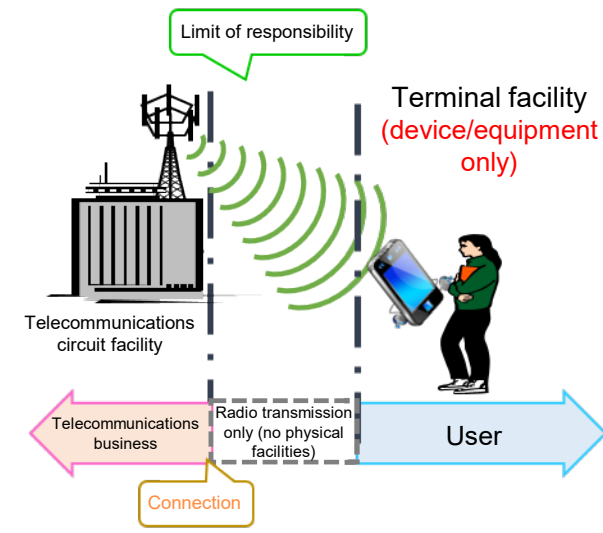 Limit of responsibility
Terminal facility
(device/equipment
only)
Telecommunications
circuit facility
Telecommunications
business
Radio transmission
only (no physical
facilities)
User
Connection